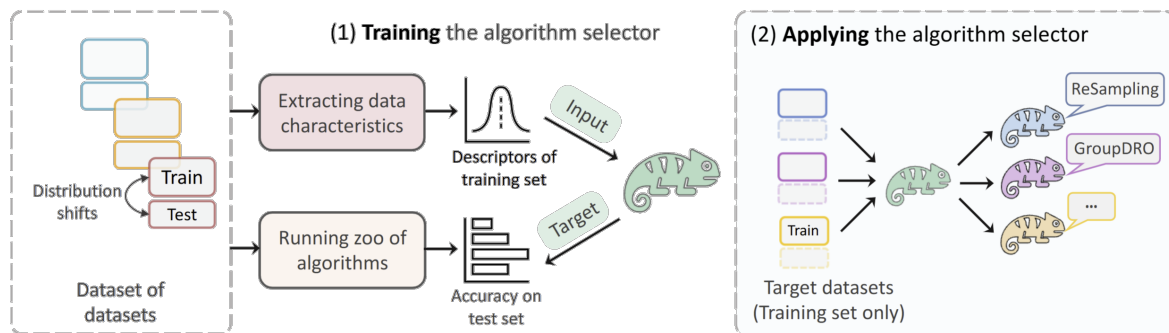 (1) Training the algorithm selector
Train
Test
Distribution
shifts
Dataset of
datasets
Extracting data
characteristics
Descriptors of
training set
Input
Running zoo of
algorithms
Accuracy on
test set
Target
(2) Applying the algorithm selector
Train
Target datasets
(Training set only)
ReSampling
GroupDRO
...